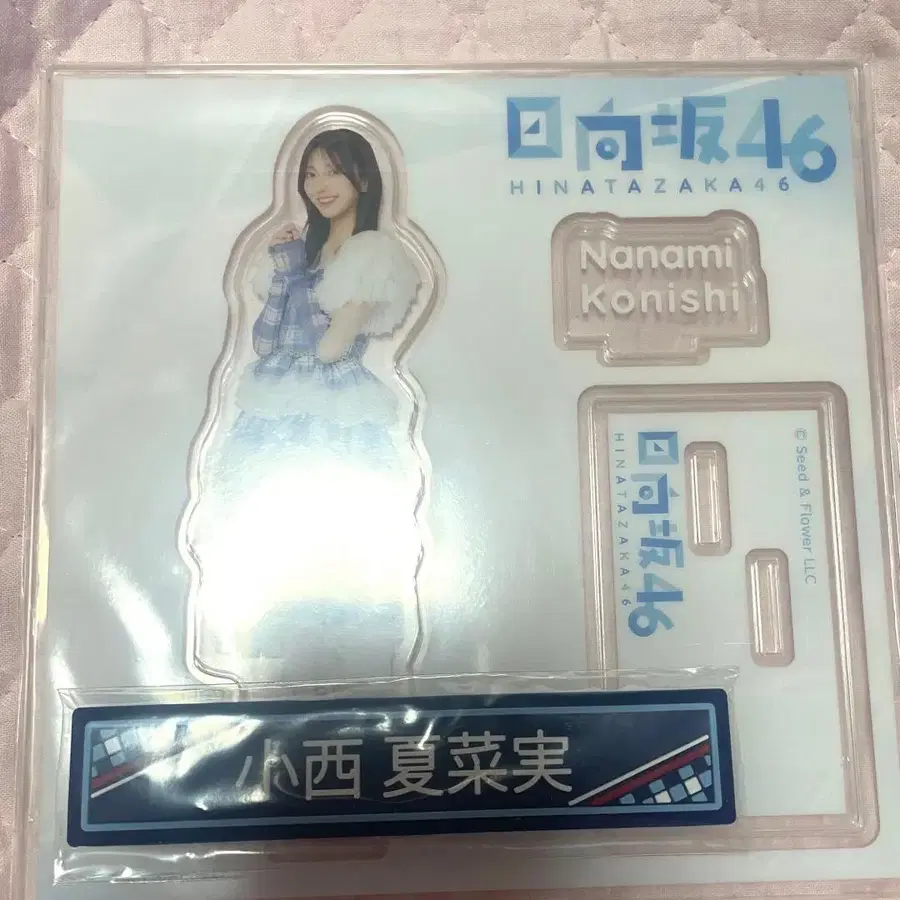 日向坂46
HINATAZAKA46
Nanami
Konishi
日向坂46
HINATAZAKA46
© Seed & Flower LLC
小西 夏菜実